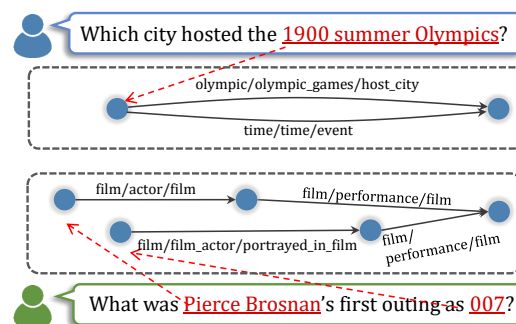 Which city hosted the 1900 summer Olympics?
olympic/olympic_games/host_city
time/time/event
film/actor/film
film/performance/film
film/film_actor/portrayed_in_film
film/
performance/film
What was Pierce Brosnan's first outing as 007?